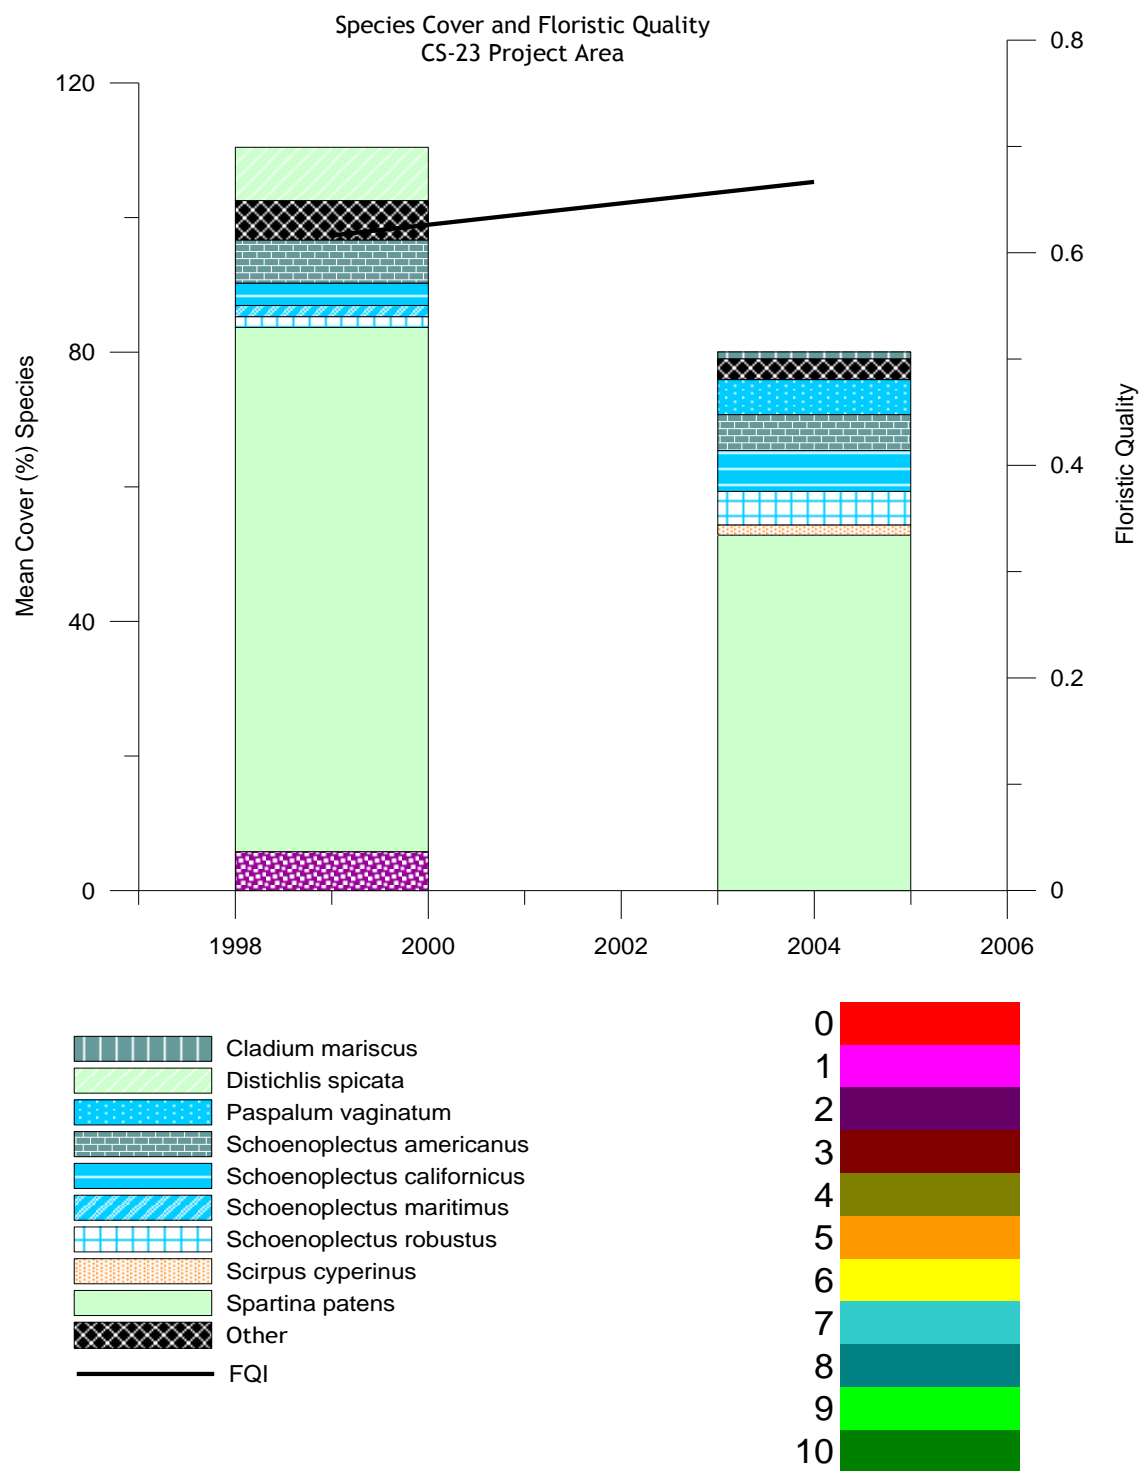 Species Cover and Floristic Quality
CS-23 Project Area
Mean Cover (%) Species
120
80
40
0
0.8
0.6
0.4
0.2
0
Floristic Quality
1998 2000 2002 2004 2006
Cladium mariscus
Distichlis spicata
Paspalum vaginatum
Schoenoplectus americanus
Schoenoplectus californicus
Schoenoplectus maritimus
Schoenoplectus robustus
Scirpus cyperinus
Spartina patens
Other
FQI
0
1
2
3
4
5
6
7
8
9
10